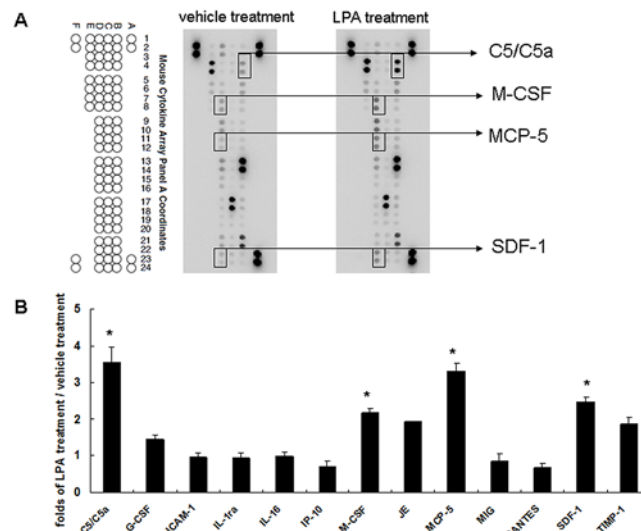 A
vehicle treatment
LPA treatment
F E D C B A
1
2
3
4
5
6
7
8
9
10
11
12
13
14
15
16
17
18
19
20
21
22
23
24
Mouse Cytokine Array Panel A Coordinates
C5/C5a
M-CSF
MCP-5
SDF-1
B
folds of LPA treatment / vehicle treatment
5
4
3
2
1
0
* * * *
C5/C5a
G-CSF
ICAM-1
IL-1ra
IL-16
IP-10
M-CSF
JE
MCP-5
MIG
RANTES
SDF-1
TIMP-1